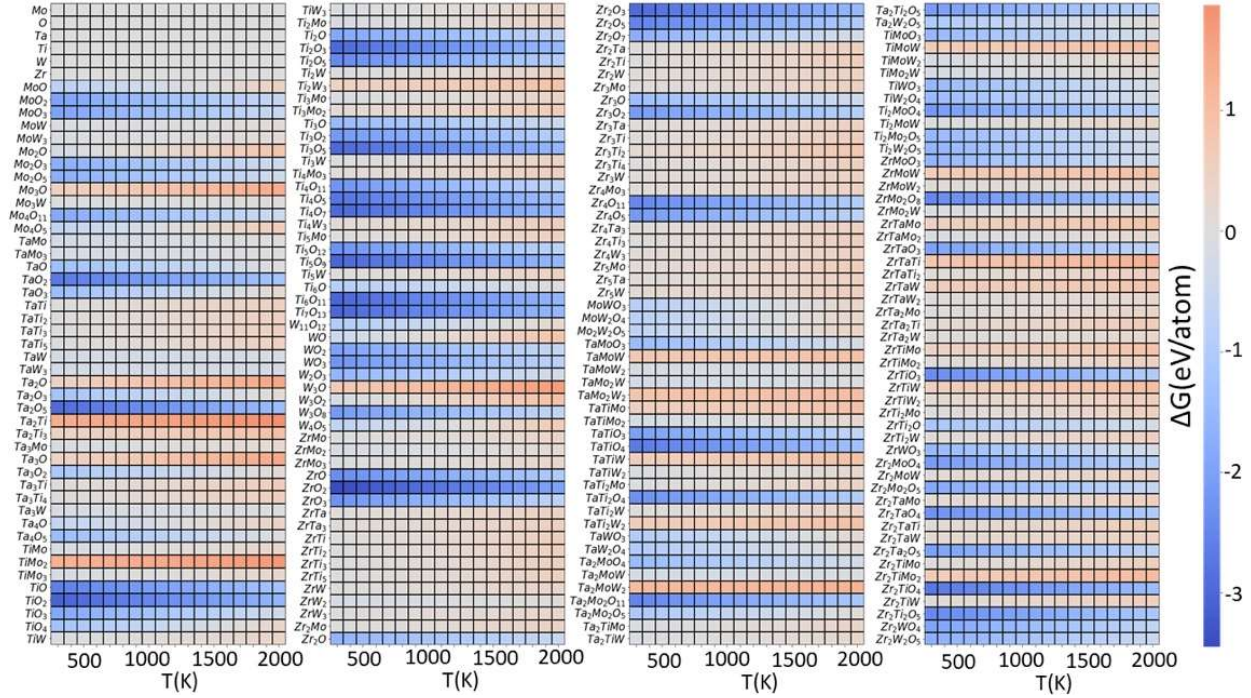 Mo
O
Ta
Ti
W
Zr
MoO
MoO₂
MoO₃
MoW
MoW₃
Mo₂O
Mo₂O₃
Mo₂O₅
Mo₃O
Mo₃W
Mo₄O₁₁
Mo₄O₅
TaMo
TaMo₃
TaO
TaO₂
TaO₃
TaTi
TaTi₂
TaTi₃
TaTi₅
TaW
TaW₃
Ta₂O
Ta₂O₃
Ta₂O₅
Ta₂Ti
Ta₂Ti₃
Ta₃Mo
Ta₃O
Ta₃O₂
Ta₃Ti
Ta₃Ti₄
Ta₃W
Ta₄O
Ta₄O₅
TiMo
TiMo₂
TiMo₃
TiO
TiO₂
TiO₃
TiO₄
TiW
500 1000 1500 2000
T(K)
TiW₃
Ti₂Mo
Ti₂O
Ti₂O₃
Ti₂O₅
Ti₂W
Ti₂W₃
Ti₃Mo
Ti₃Mo₂
Ti₃O
Ti₃O₂
Ti₃O₅
Ti₃W
Ti₄Mo₃
Ti₄O₁₁
Ti₄O₅
Ti₄O₇
Ti₄W₃
Ti₅Mo
Ti₅O₁₂
Ti₅O₉
Ti₅W
Ti₆O
Ti₆O₁₁
Ti₇O₁₃
W₁₁O₁₂
WO
WO₂
WO₃
W₂O₃
W₃O
W₃O₂
W₃O₈
W₄O₅
ZrMo
ZrMo₂
ZrMo₃
ZrO
ZrO₂
ZrO₃
ZrTa
ZrTa₃
ZrTi
ZrTi₂
ZrTi₃
ZrTi₅
ZrW
ZrW₂
ZrW₃
Zr₂Mo
Zr₂O
500 1000 1500 2000
T(K)
Zr₂O₃
Zr₂O₅
Zr₂O₇
Zr₂Ta
Zr₂Ti
Zr₂W
Zr₃Mo
Zr₃O
Zr₃O₂
Zr₃Ta
Zr₃Ti
Zr₃Ti₂
Zr₃Ti₄
Zr₃W
Zr₄Mo₃
Zr₄O₁₁
Zr₄O₅
Zr₄Ta₃
Zr₄Ti₃
Zr₄W₃
Zr₅Mo
Zr₅Ta
Zr₅W
MoWO₃
MoW₂O₄
Mo₂W₂O₅
TaMoO₃
TaMoW
TaMoW₂
TaMo₂W
TaMo₂W₂
TaTiMo
TaTiMo₂
TaTiO₃
TaTiO₄
TaTiW
TaTiW₂
TaTi₂Mo
TaTi₂O₄
TaTi₂W
TaTi₂W₂
TaWO₃
TaW₂O₄
Ta₂MoO₄
Ta₂MoW
Ta₂MoW₂
Ta₂Mo₂O₁₁
Ta₂Mo₂O₅
Ta₂TiMo
Ta₂TiW
500 1000 1500 2000
T(K)
Ta₂Ti₂O₅
Ta₂W₂O₅
TiMoO₃
TiMoW
TiMoW₂
TiMo₂W
TiWO₃
TiW₂O₄
Ti₂MoO₄
Ti₂MoW
Ti₂Mo₂O₅
Ti₂W₂O₅
ZrMoO₃
ZrMoW
ZrMoW₂
ZrMo₂O₈
ZrMo₂W
ZrTaMo
ZrTaMo₂
ZrTaO₃
ZrTaTi
ZrTaTi₂
ZrTaW
ZrTaW₂
ZrTa₂Mo
ZrTa₂Ti
ZrTa₂W
ZrTiMo
ZrTiMo₂
ZrTiO₃
ZrTiW
ZrTiW₂
ZrTi₂Mo
ZrTi₂O
ZrTi₂W
ZrWO₃
Zr₂MoO₄
Zr₂MoW
Zr₂Mo₂O₅
Zr₂TaMo
Zr₂TaO₄
Zr₂TaTi
Zr₂TaW
Zr₂Ta₂O₅
Zr₂TiMo
Zr₂TiMo₂
Zr₂TiO₄
Zr₂TiW
Zr₂Ti₂O₅
Zr₂WO₄
Zr₂W₂O₅
500 1000 1500 2000
T(K)
ΔG(eV/atom)
1
0
-1
-2
-3